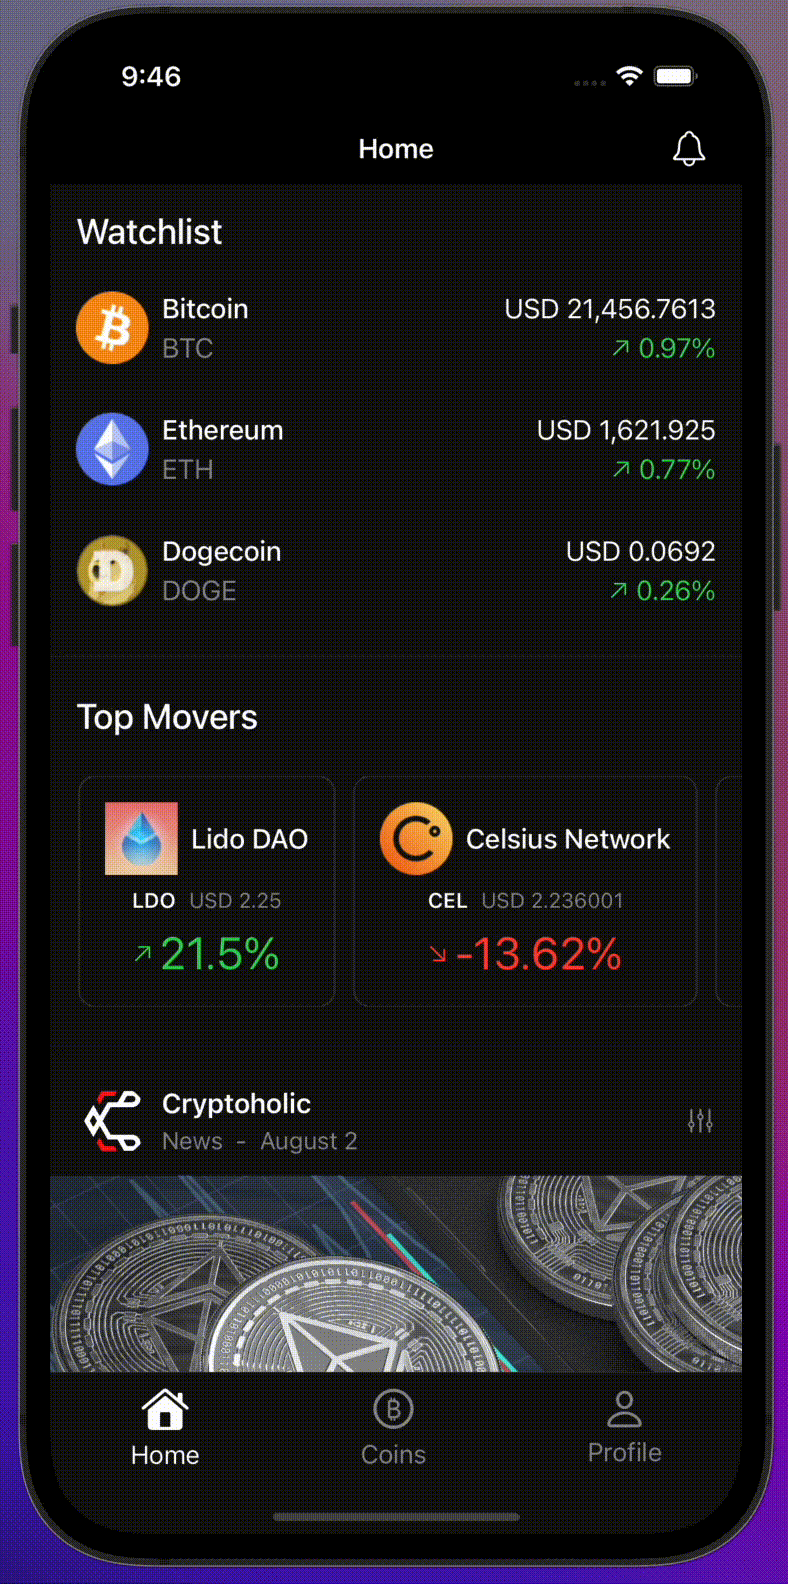 9:46
Home
Watchlist
Bitcoin USD 21,456.7613
BTC 0.97%
Ethereum USD 1,621.925
ETH 0.77%
Dogecoin USD 0.0692
DOGE 0.26%
Top Movers
Lido DAO
LDO USD 2.25
21.5%
Celsius Network
CEL USD 2.236001
-13.62%
Cryptoholic
News - August 2
Home
Coins
Profile